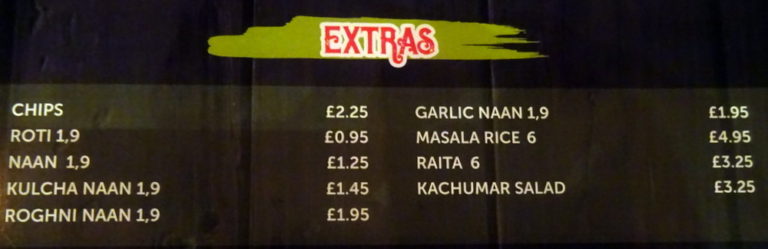 EXTRAS
CHIPS £2.25
ROTI 1,9 £0.95
NAAN 1,9 £1.25
KULCHA NAAN 1,9 £1.45
ROGHNI NAAN 1,9 £1.95
GARLIC NAAN 1,9 £1.95
MASALA RICE 6 £4.95
RAITA 6 £3.25
KACHUMAR SALAD £3.25